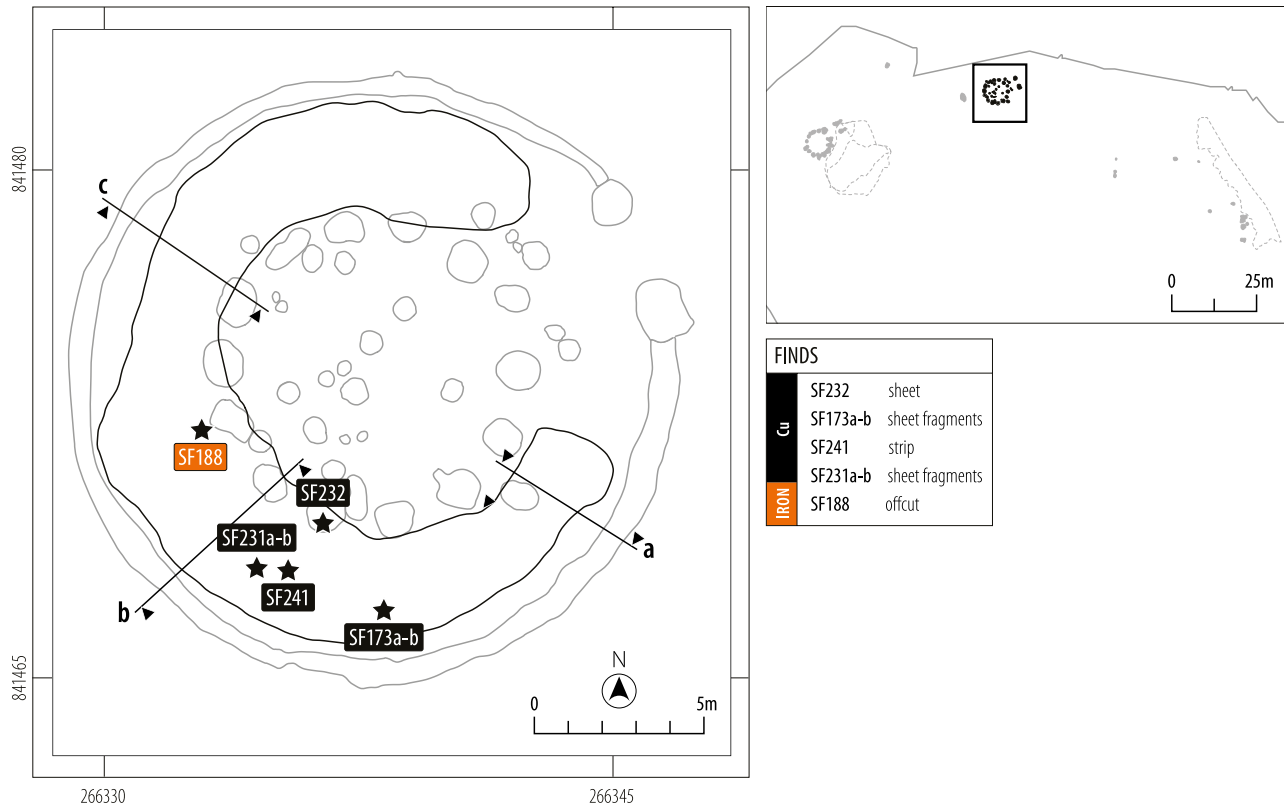 841480
841465
266330
266345
c
b
a
SF188
SF232
SF231a-b
SF241
SF173a-b
N
0 5m
0 25m
FINDS
Cu
SF232 sheet
SF173a-b sheet fragments
SF241 strip
SF231a-b sheet fragments
IRON
SF188 offcut